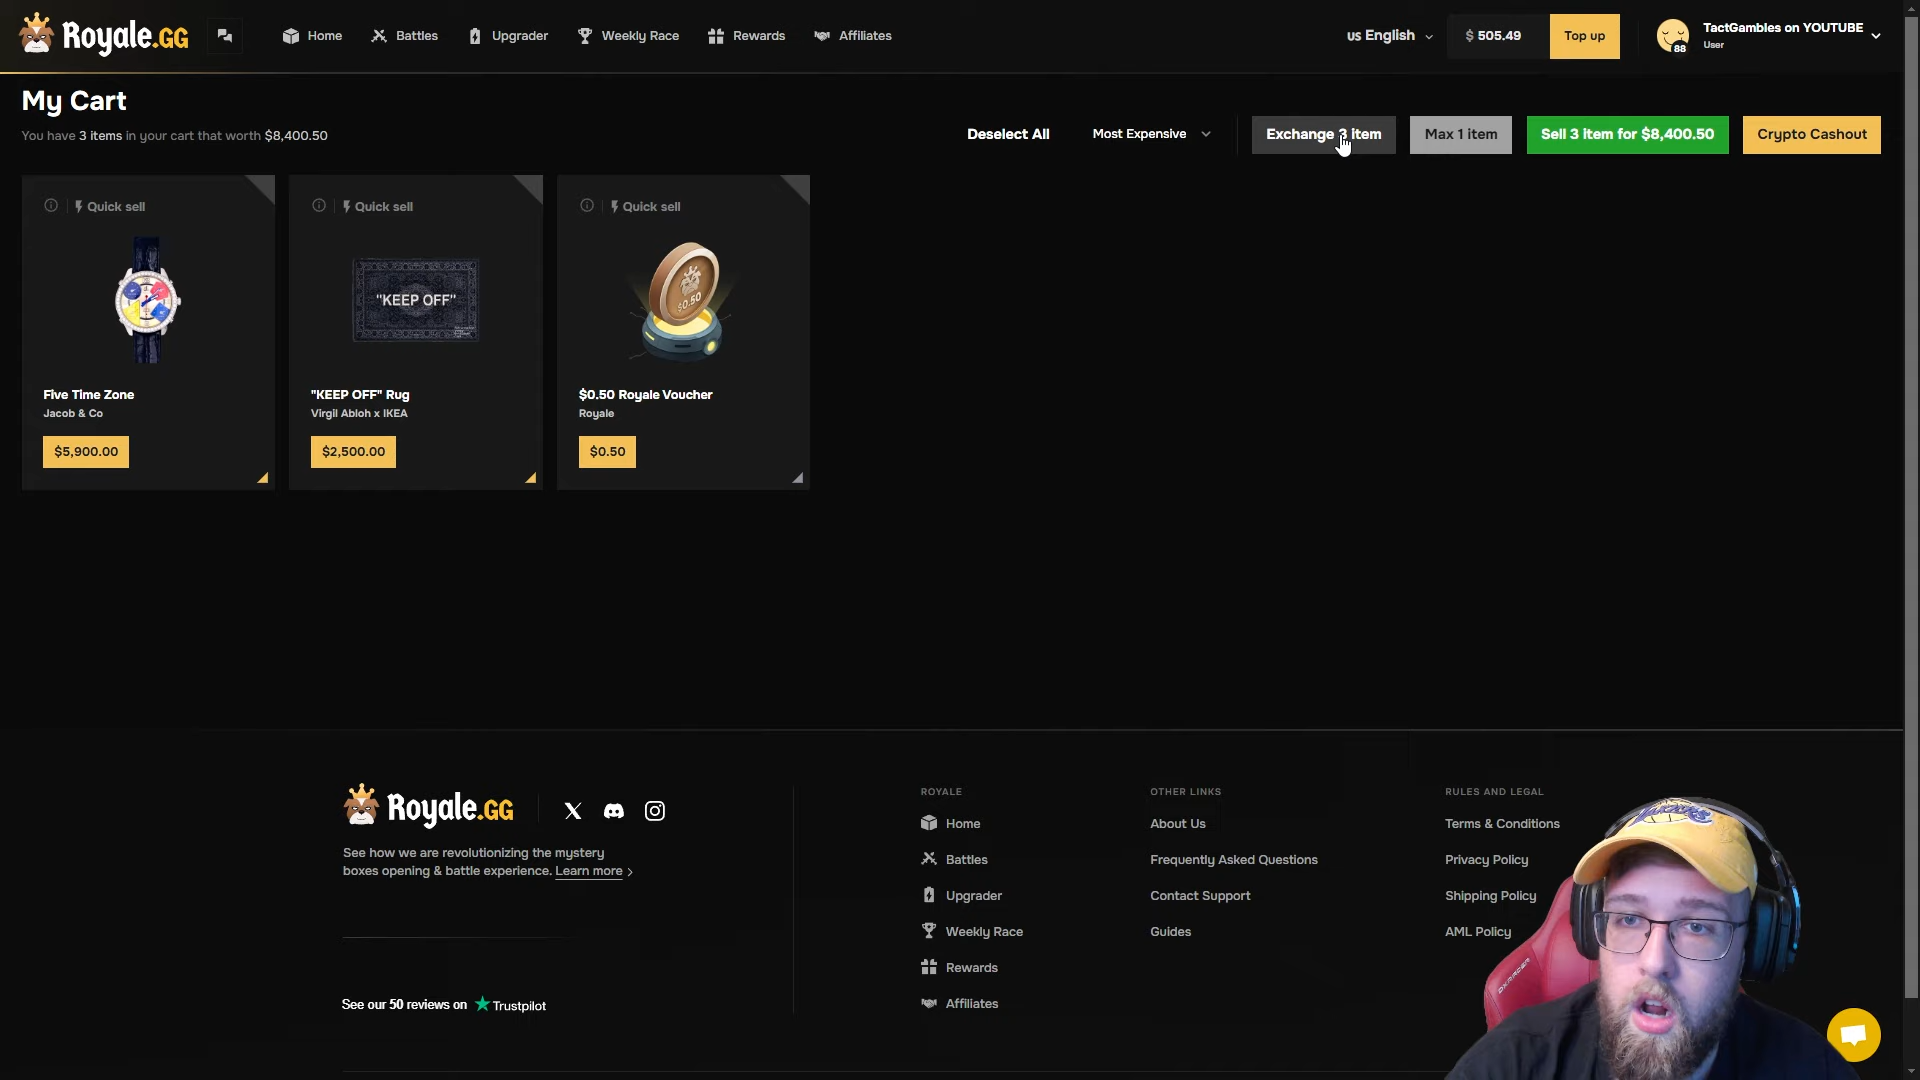 Royale.GG
Home
Battles
Upgrader
Weekly Race
Rewards
Affiliates
us English
$ 505.49
Top up
88
TactGambles on YOUTUBE
User
My Cart
You have 3 items in your cart that worth $8,400.50
Deselect All
Most Expensive
Exchange 3 item
Max 1 item
Sell 3 item for $8,400.50
Crypto Cashout
Quick sell
Quick sell
Quick sell
"KEEP OFF"
$0.50
Five Time Zone
Jacob & Co
$5,900.00
"KEEP OFF" Rug
Virgil Abloh x IKEA
$2,500.00
$0.50 Royale Voucher
Royale
$0.50
Royale.GG
See how we are revolutionizing the mystery
boxes opening & battle experience. Learn more
See our 50 reviews on Trustpilot
ROYALE
Home
Battles
Upgrader
Weekly Race
Rewards
Affiliates
OTHER LINKS
About Us
Frequently Asked Questions
Contact Support
Guides
RULES AND LEGAL
Terms & Conditions
Privacy Policy
Shipping Policy
AML Policy
DXRACER